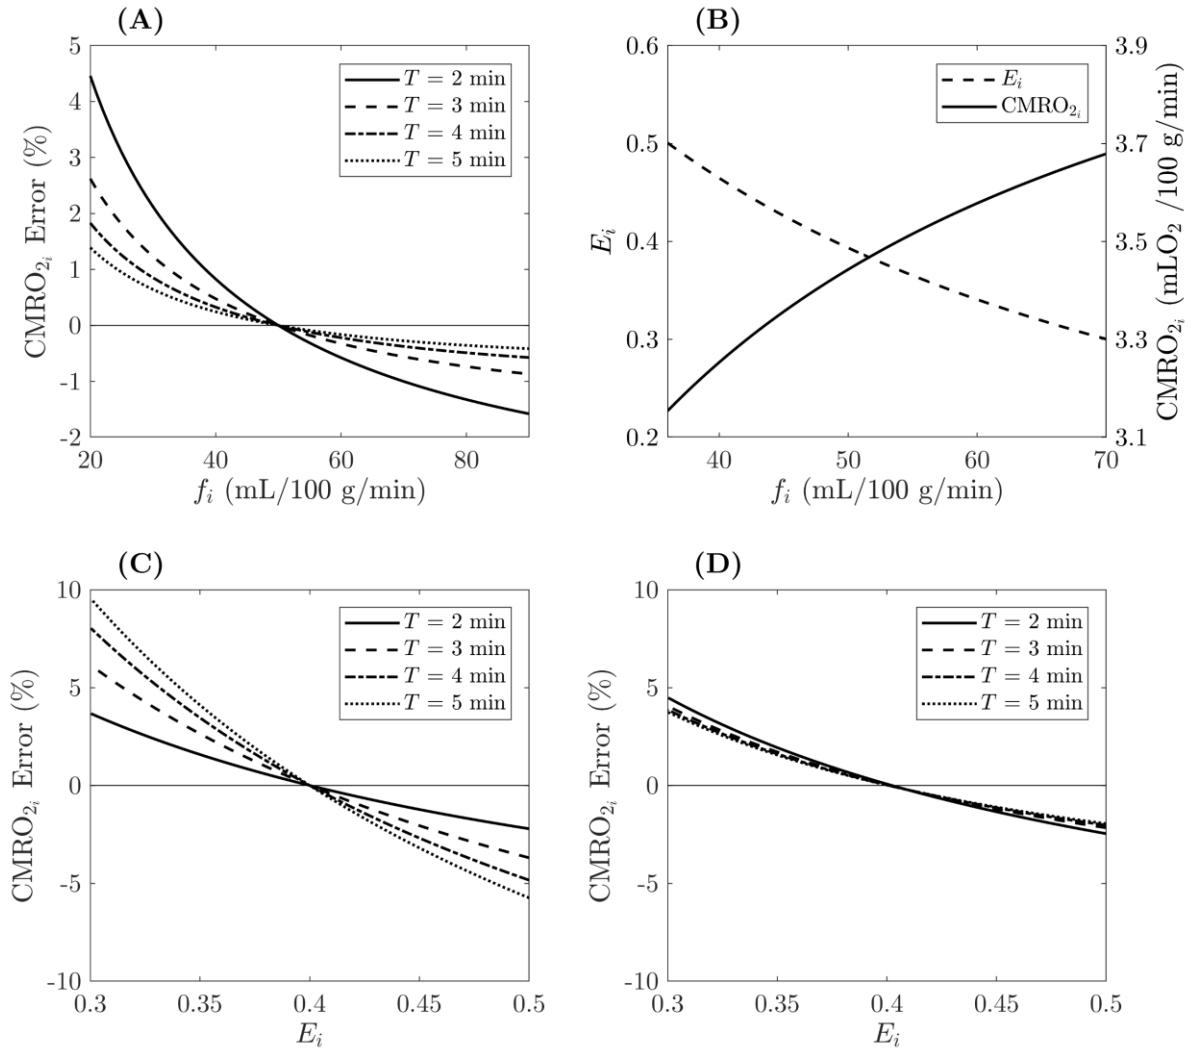 (A)
CMRO2i Error (%)
5
4
3
2
1
0
-1
-2
20
40
60
80
fi (mL/100 g/min)
T = 2 min
T = 3 min
T = 4 min
T = 5 min
(B)
Ei
0.6
0.5
0.4
0.3
0.2
40
50
60
70
fi (mL/100 g/min)
Ei
CMRO2i
3.9
3.7
3.5
3.3
3.1
CMRO2i (mLO2 /100 g/min)
(C)
CMRO2i Error (%)
10
5
0
-5
-10
0.3
0.35
0.4
0.45
0.5
Ei
T = 2 min
T = 3 min
T = 4 min
T = 5 min
(D)
CMRO2i Error (%)
10
5
0
-5
-10
0.3
0.35
0.4
0.45
0.5
Ei
T = 2 min
T = 3 min
T = 4 min
T = 5 min